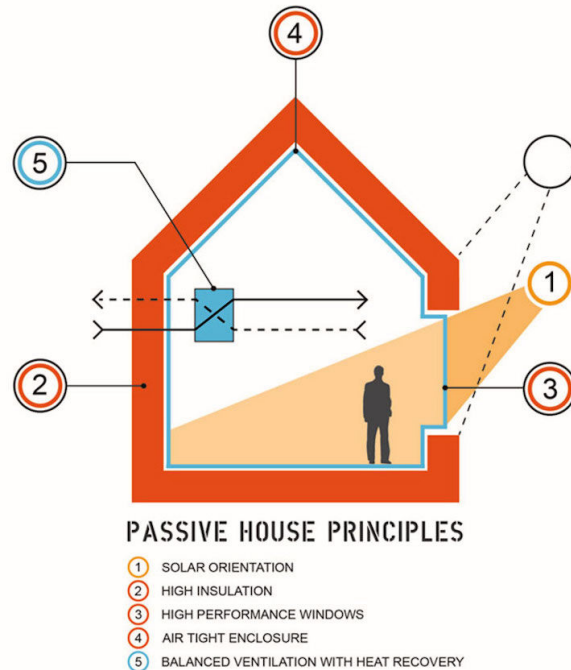 4
5
1
2
3
PASSIVE HOUSE PRINCIPLES
1 SOLAR ORIENTATION
2 HIGH INSULATION
3 HIGH PERFORMANCE WINDOWS
4 AIR TIGHT ENCLOSURE
5 BALANCED VENTILATION WITH HEAT RECOVERY